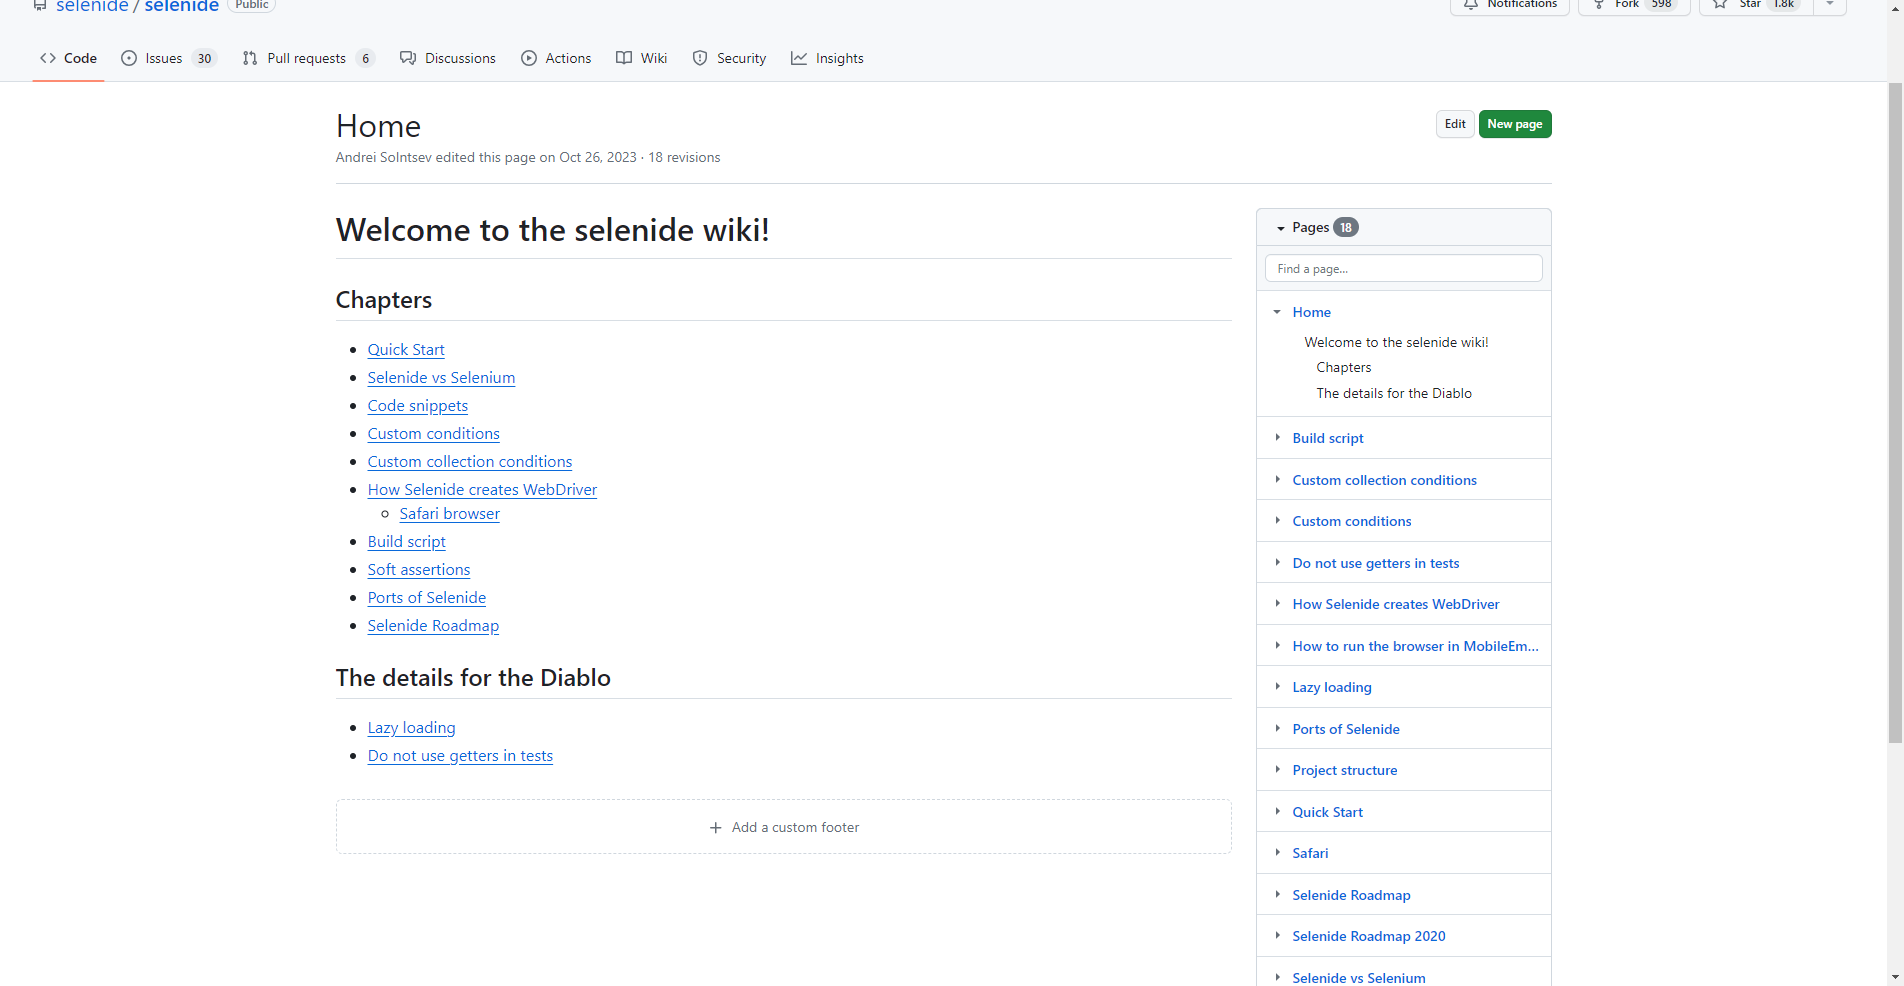 selenide / selenide Public
Notifications Fork 598 Star 1.8k
Code Issues 30 Pull requests 6 Discussions Actions Wiki Security Insights
Home
Edit New page
Andrei Solntsev edited this page on Oct 26, 2023 · 18 revisions
Welcome to the selenide wiki!
Chapters
Quick Start
Selenide vs Selenium
Code snippets
Custom conditions
Custom collection conditions
How Selenide creates WebDriver
Safari browser
Build script
Soft assertions
Ports of Selenide
Selenide Roadmap
The details for the Diablo
Lazy loading
Do not use getters in tests
Add a custom footer
Pages 18
Find a page...
Home
Welcome to the selenide wiki!
Chapters
The details for the Diablo
Build script
Custom collection conditions
Custom conditions
Do not use getters in tests
How Selenide creates WebDriver
How to run the browser in MobileEm...
Lazy loading
Ports of Selenide
Project structure
Quick Start
Safari
Selenide Roadmap
Selenide Roadmap 2020
Selenide vs Selenium